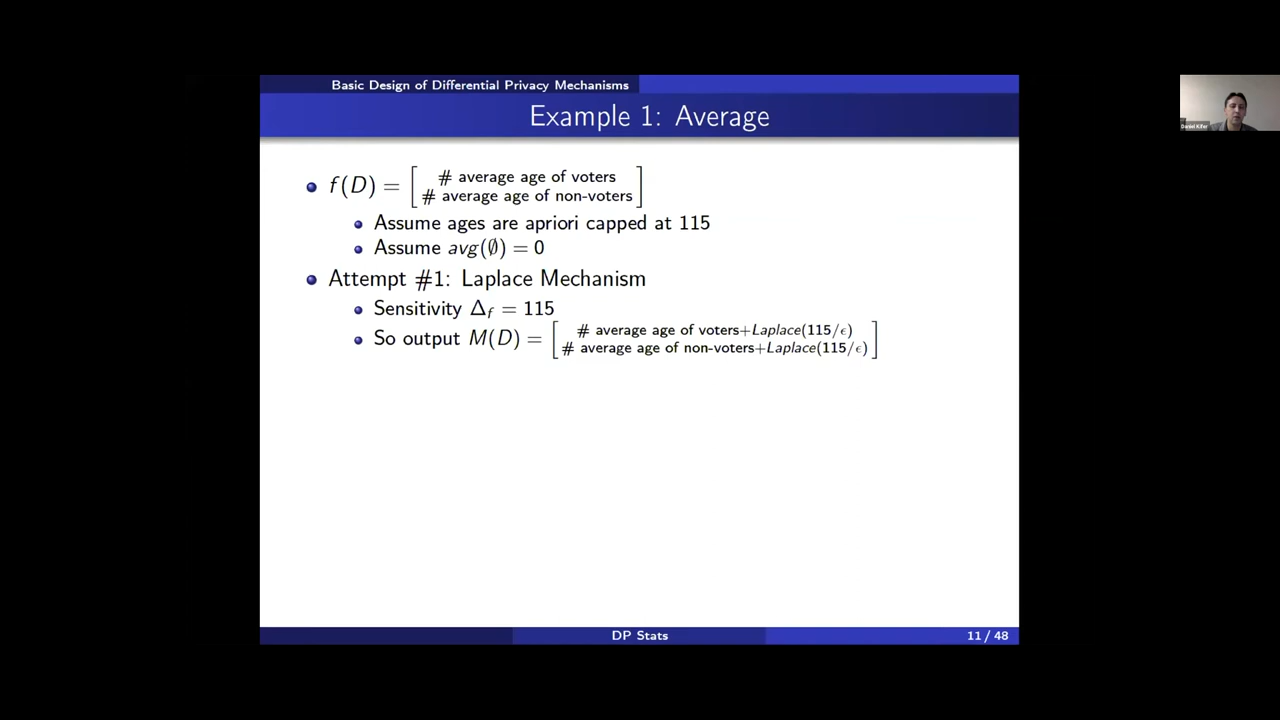 Basic Design of Differential Privacy Mechanisms
Example 1: Average
f(D) = [ # average age of voters
# average age of non-voters ]
Assume ages are apriori capped at 115
Assume avg(∅) = 0
Attempt #1: Laplace Mechanism
Sensitivity Δf = 115
So output M(D) = [ # average age of voters+Laplace(115/ϵ)
# average age of non-voters+Laplace(115/ϵ) ]
DP Stats
11 / 48
Daniel Kifer